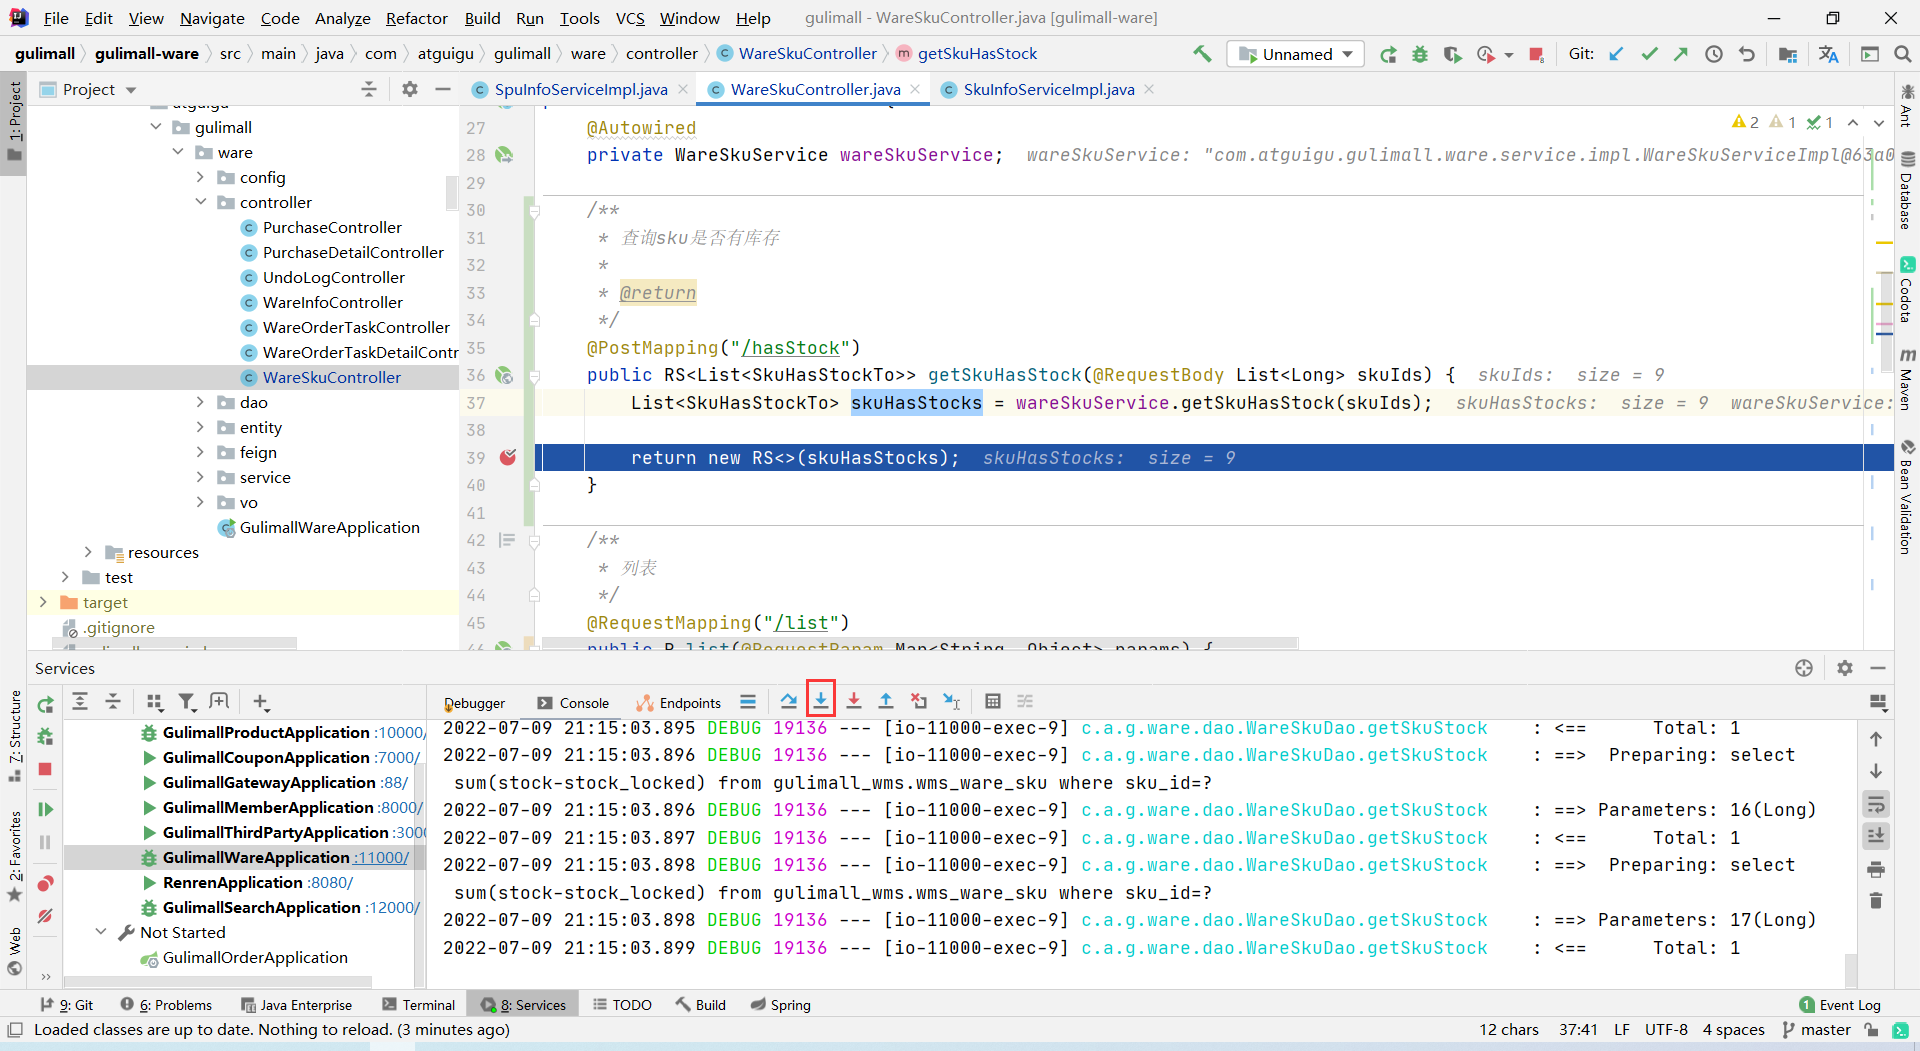 File Edit View Navigate Code Analyze Refactor Build Run Tools VCS Window Help gulimall - WareSkuController.java [gulimall-ware]
gulimall gulimall-ware src main java com atguigu gulimall ware controller WareSkuController getSkuHasStock Unnamed Git:
1: Project
Project
SpuInfoServiceImpl.java WareSkuController.java SkuInfoServiceImpl.java
atguigu
gulimall
ware
config
controller
PurchaseController
PurchaseDetailController
UndoLogController
WareInfoController
WareOrderTaskController
WareOrderTaskDetailContr
WareSkuController
dao
entity
feign
service
vo
GulimallWareApplication
resources
test
target
.gitignore
2 1 1
27 @Autowired
28 private WareSkuService wareSkuService; wareSkuService: "com.atguigu.gulimall.ware.service.impl.WareSkuServiceImpl@63a0
29
30 /**
31 * 查询sku是否有库存
32 *
33 * @return
34 */
35 @PostMapping("/hasStock")
36 public RS<List<SkuHasStockTo>> getSkuHasStock(@RequestBody List<Long> skuIds) { skuIds: size = 9
37 List<SkuHasStockTo> skuHasStocks = wareSkuService.getSkuHasStock(skuIds); skuHasStocks: size = 9 wareSkuService:
38
39 return new RS<>(skuHasStocks); skuHasStocks: size = 9
40 }
41
42 /**
43 * 列表
44 */
45 @RequestMapping("/list")
46 public R list(@RequestParam Map<String, Object> params) {
Ant
Database
Codota
Maven
Bean Validation
Services
7: Structure
2: Favorites
Web
Debugger Console Endpoints
GulimallProductApplication :10000/
GulimallCouponApplication :7000/
GulimallGatewayApplication :88/
GulimallMemberApplication :8000/
GulimallThirdPartyApplication :3000
GulimallWareApplication :11000/
RenrenApplication :8080/
GulimallSearchApplication :12000/
Not Started
GulimallOrderApplication
2022-07-09 21:15:03.895 DEBUG 19136 --- [io-11000-exec-9] c.a.g.ware.dao.WareSkuDao.getSkuStock : <== Total: 1
2022-07-09 21:15:03.896 DEBUG 19136 --- [io-11000-exec-9] c.a.g.ware.dao.WareSkuDao.getSkuStock : ==> Preparing: select
sum(stock-stock_locked) from gulimall_wms.wms_ware_sku where sku_id=?
2022-07-09 21:15:03.896 DEBUG 19136 --- [io-11000-exec-9] c.a.g.ware.dao.WareSkuDao.getSkuStock : ==> Parameters: 16(Long)
2022-07-09 21:15:03.897 DEBUG 19136 --- [io-11000-exec-9] c.a.g.ware.dao.WareSkuDao.getSkuStock : <== Total: 1
2022-07-09 21:15:03.898 DEBUG 19136 --- [io-11000-exec-9] c.a.g.ware.dao.WareSkuDao.getSkuStock : ==> Preparing: select
sum(stock-stock_locked) from gulimall_wms.wms_ware_sku where sku_id=?
2022-07-09 21:15:03.898 DEBUG 19136 --- [io-11000-exec-9] c.a.g.ware.dao.WareSkuDao.getSkuStock : ==> Parameters: 17(Long)
2022-07-09 21:15:03.899 DEBUG 19136 --- [io-11000-exec-9] c.a.g.ware.dao.WareSkuDao.getSkuStock : <== Total: 1
9: Git 6: Problems Java Enterprise Terminal 8: Services TODO Build Spring 1 Event Log
Loaded classes are up to date. Nothing to reload. (3 minutes ago) 12 chars 37:41 LF UTF-8 4 spaces master